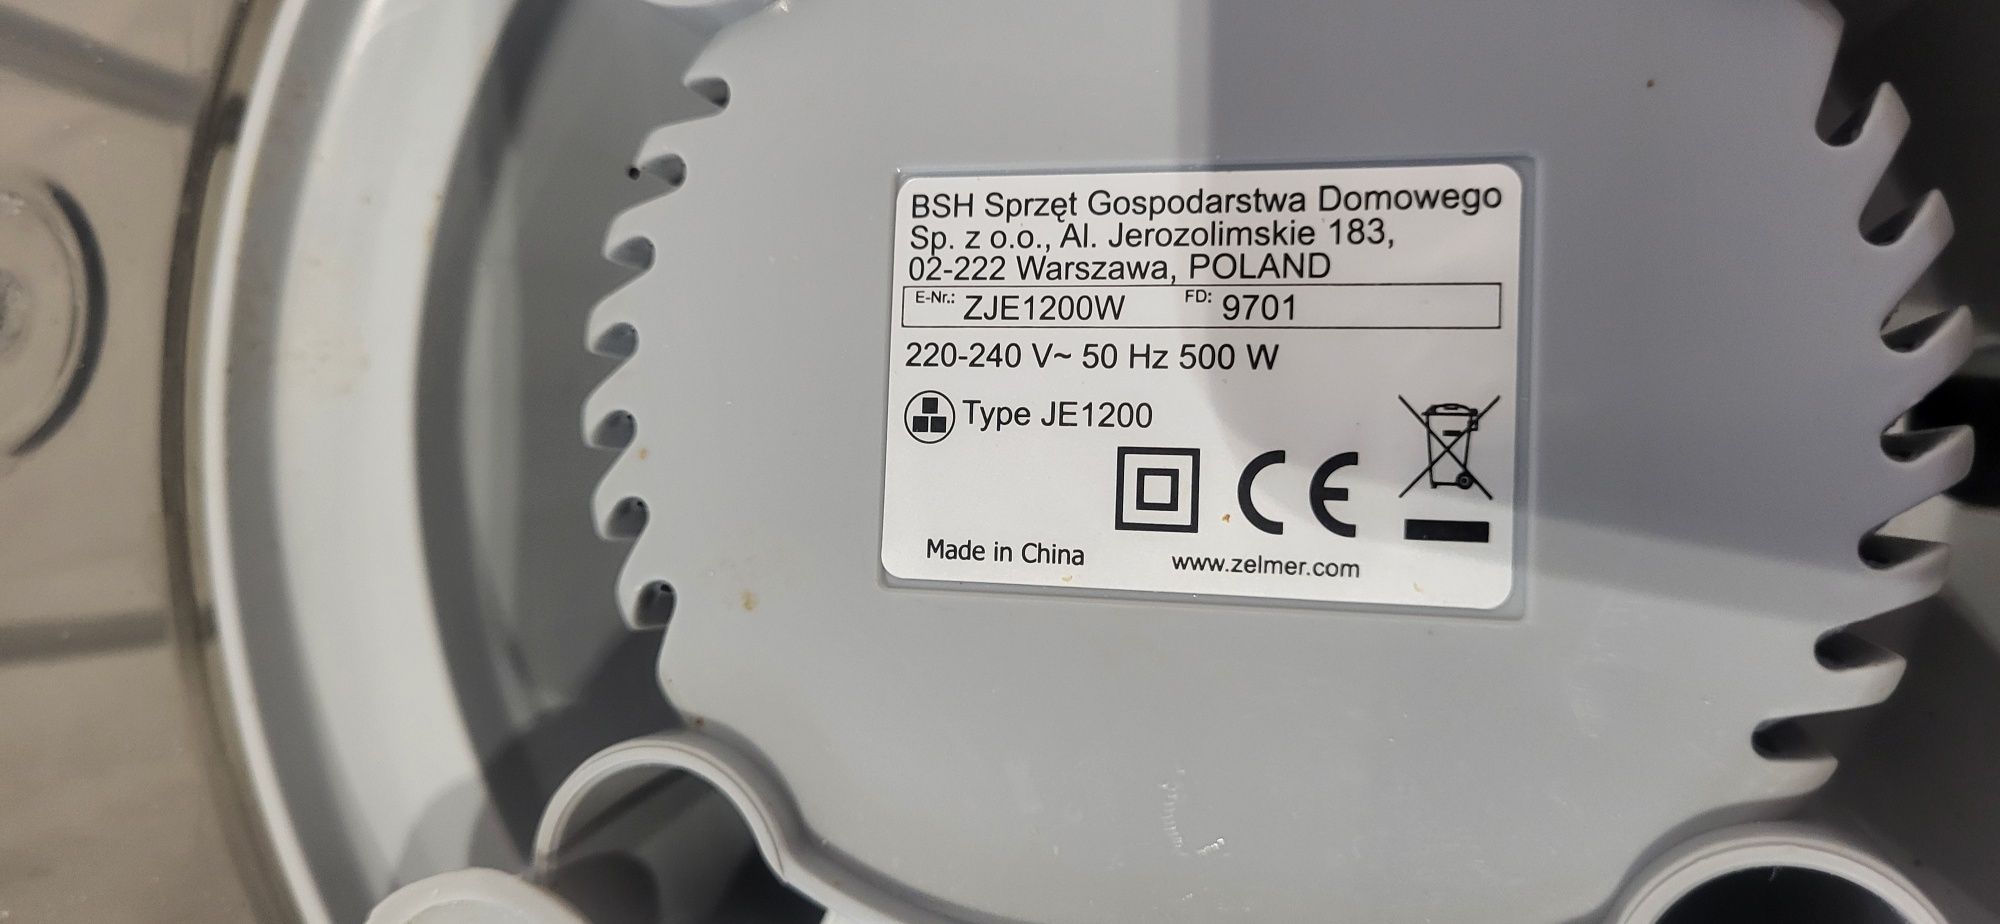 BSH Sprzęt Gospodarstwa Domowego
Sp. z o.o., Al. Jerozolimskie 183,
02-222 Warszawa, POLAND
E-Nr.: ZJE1200W FD: 9701
220-240 V~ 50 Hz 500 W
Type JE1200
CE
Made in China www.zelmer.com